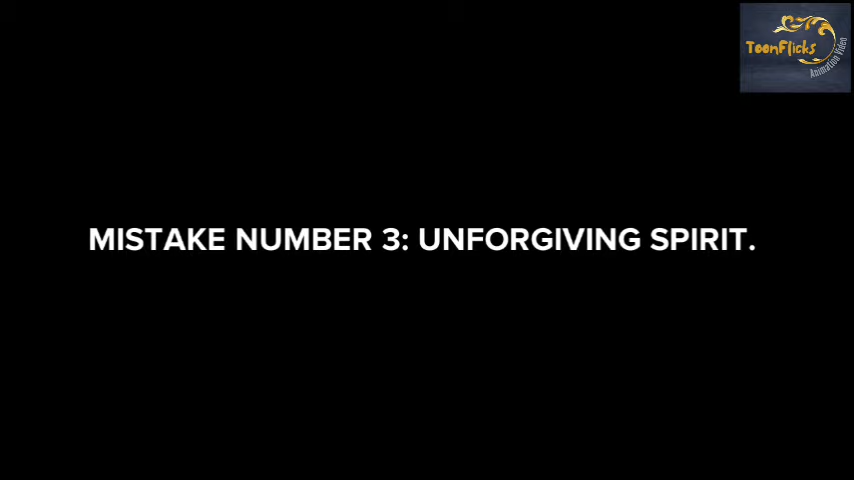 ToonFlicks
Animation Video
MISTAKE NUMBER 3: UNFORGIVING SPIRIT.